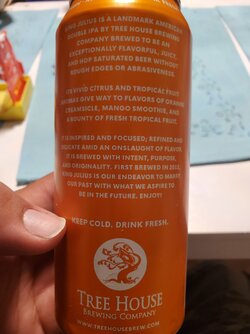 KING JULIUS IS A LANDMARK AMERICAN
DOUBLE IPA BY TREE HOUSE BREWING
COMPANY BREWED TO BE AN
EXCEPTIONALLY FLAVORFUL, JUICY,
AND HOP SATURATED BEER WITHOUT
ROUGH EDGES OR ABRASIVENESS.
ITS VIVID CITRUS AND TROPICAL FRUIT
AROMAS GIVE WAY TO FLAVORS OF ORANGE
CREAMSICLE, MANGO SMOOTHIE, AND
A BOUNTY OF FRESH TROPICAL FRUIT.
IT IS INSPIRED AND FOCUSED; REFINED AND
DELICATE AMID AN ONSLAUGHT OF FLAVOR.
IT IS BREWED WITH INTENT, PURPOSE,
AND ORIGINALITY. FIRST BREWED IN 2012,
KING JULIUS IS OUR ENDEAVOR TO MARRY
OUR PAST WITH WHAT WE ASPIRE TO
BE IN THE FUTURE. ENJOY!
KEEP COLD. DRINK FRESH.
TREE HOUSE
BREWING COMPANY
WWW.TREEHOUSEBREW.COM